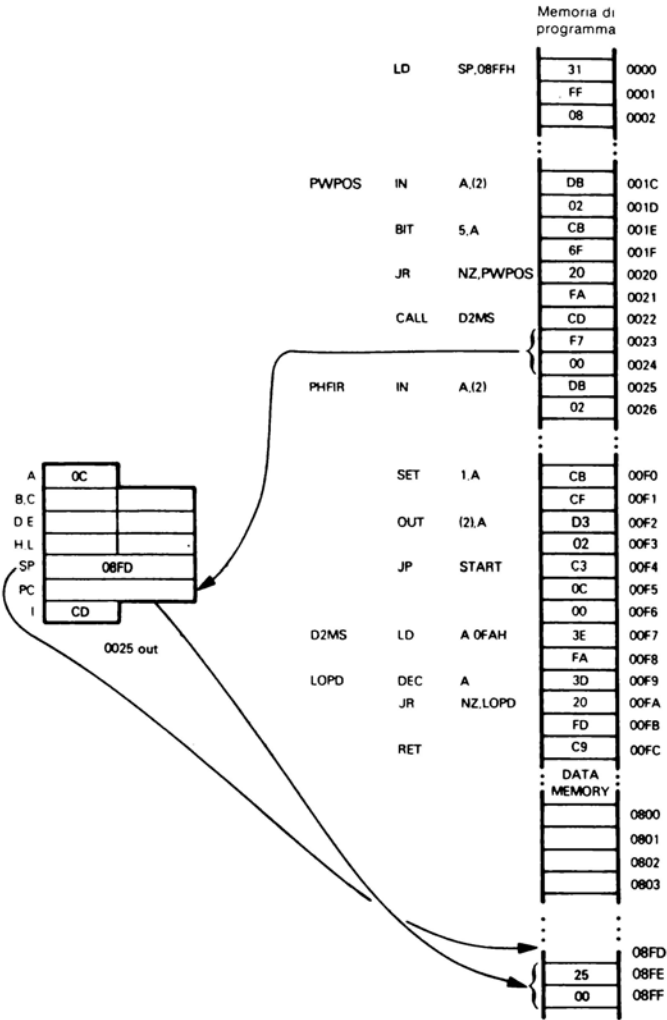 Memoria di
programma
LD SP,08FFH 31 0000
FF 0001
08 0002
PWPOS IN A,(2) DB 001C
02 001D
BIT 5,A CB 001E
6F 001F
JR NZ,PWPOS 20 0020
FA 0021
CALL D2MS CD 0022
F7 0023
00 0024
PHFIR IN A,(2) DB 0025
02 0026
SET 1,A CB 00F0
CF 00F1
OUT (2),A D3 00F2
02 00F3
JP START C3 00F4
0C 00F5
00 00F6
D2MS LD A 0FAH 3E 00F7
FA 00F8
LOPD DEC A 3D 00F9
JR NZ,LOPD 20 00FA
FD 00FB
RET C9 00FC
DATA
MEMORY
0800
0801
0802
0803
08FD
25 08FE
00 08FF
A 0C
B,C
D E
H,L
SP 08FD
PC
I CD
0025 out